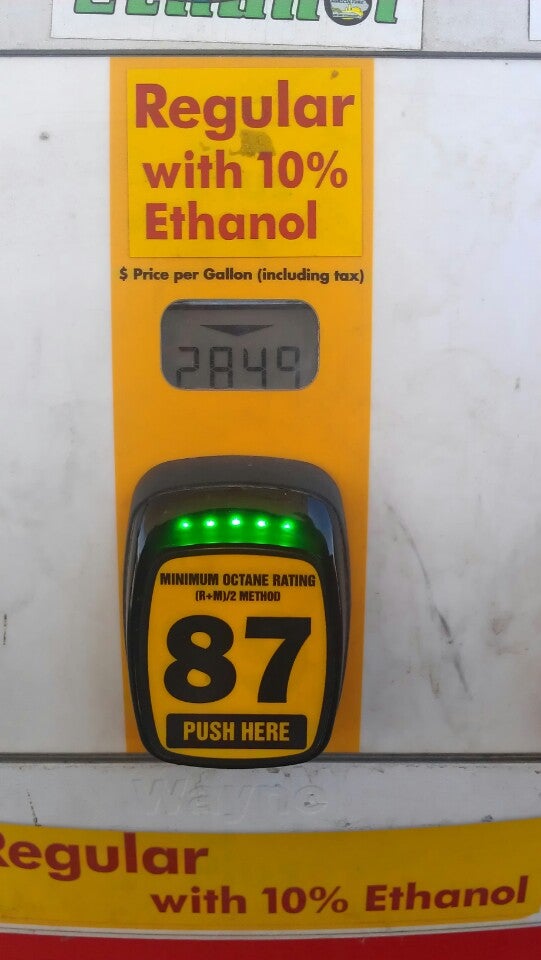 Ethanol
Regular
with 10%
Ethanol
$ Price per Gallon (including tax)
2849
MINIMUM OCTANE RATING
(R+M)/2 METHOD
87
PUSH HERE
Wayne
Regular
with 10% Ethanol